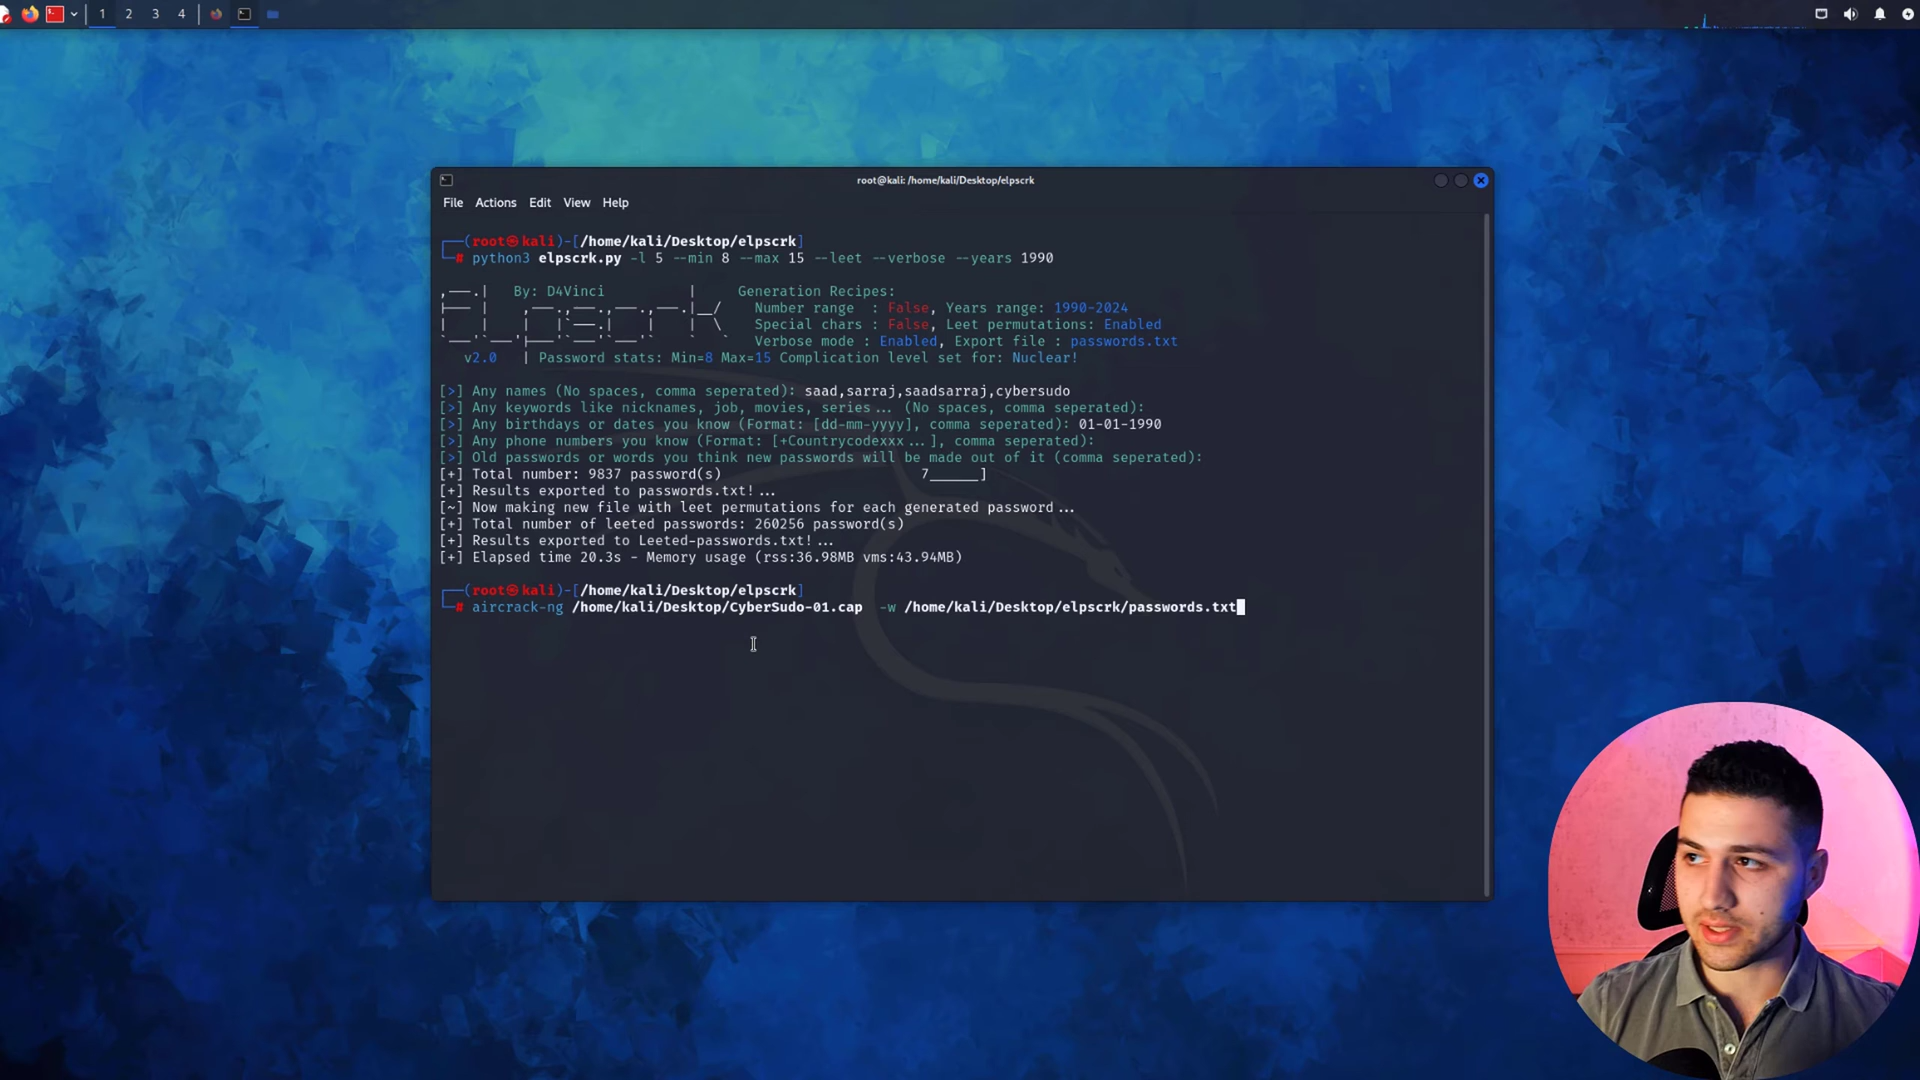 1 2 3 4
root@kali: /home/kali/Desktop/elpscrk
File Actions Edit View Help
┌──(root㉿kali)-[/home/kali/Desktop/elpscrk]
└─# python3 elpscrk.py -l 5 --min 8 --max 15 --leet --verbose --years 1990
By: D4Vinci | Generation Recipes:
Number range : False, Years range: 1990-2024
Special chars : False, Leet permutations: Enabled
Verbose mode : Enabled, Export file : passwords.txt
v2.0 | Password stats: Min=8 Max=15 Complication level set for: Nuclear!
[>] Any names (No spaces, comma seperated): saad,sarraj,saadsarraj,cybersudo
[>] Any keywords like nicknames, job, movies, series... (No spaces, comma seperated):
[>] Any birthdays or dates you know (Format: [dd-mm-yyyy], comma seperated): 01-01-1990
[>] Any phone numbers you know (Format: [+Countrycodexxx...], comma seperated):
[>] Old passwords or words you think new passwords will be made out of it (comma seperated):
[+] Total number: 9837 password(s) 7______]
[+] Results exported to passwords.txt!...
[~] Now making new file with leet permutations for each generated password...
[+] Total number of leeted passwords: 260256 password(s)
[+] Results exported to Leeted-passwords.txt!...
[+] Elapsed time 20.3s - Memory usage (rss:36.98MB vms:43.94MB)
┌──(root㉿kali)-[/home/kali/Desktop/elpscrk]
└─# aircrack-ng /home/kali/Desktop/CyberSudo-01.cap -w /home/kali/Desktop/elpscrk/passwords.txt